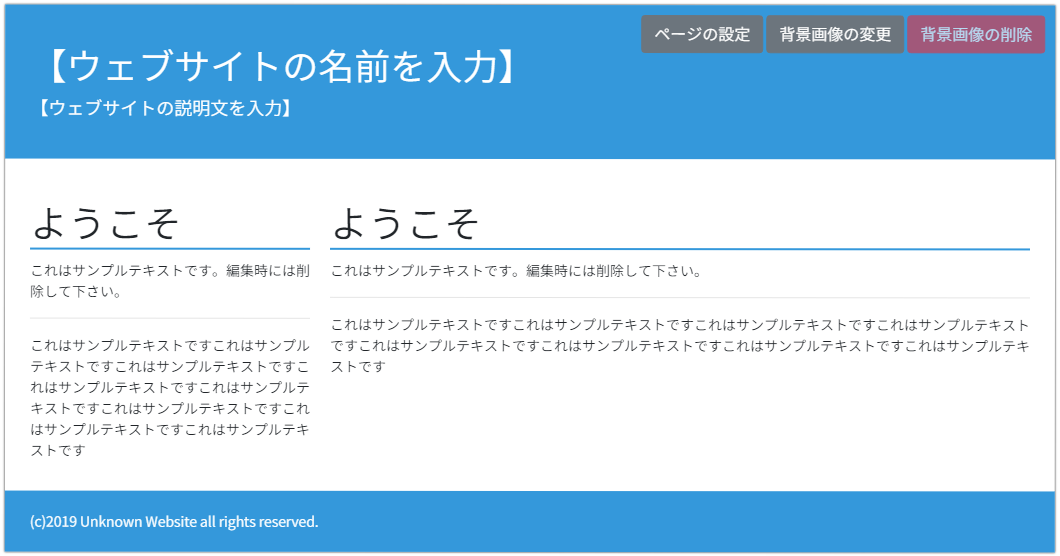 ページの設定 背景画像の変更 背景画像の削除
【ウェブサイトの名前を入力】
【ウェブサイトの説明文を入力】
ようこそ
これはサンプルテキストです。編集時には削
除して下さい。
これはサンプルテキストですこれはサンプル
テキストですこれはサンプルテキストですこ
れはサンプルテキストですこれはサンプルテ
キストですこれはサンプルテキストですこれ
はサンプルテキストですこれはサンプルテキ
ストです
ようこそ
これはサンプルテキストです。編集時には削除して下さい。
これはサンプルテキストですこれはサンプルテキストですこれはサンプルテキストですこれはサンプルテキスト
ですこれはサンプルテキストですこれはサンプルテキストですこれはサンプルテキストですこれはサンプルテキ
ストです
(c)2019 Unknown Website all rights reserved.